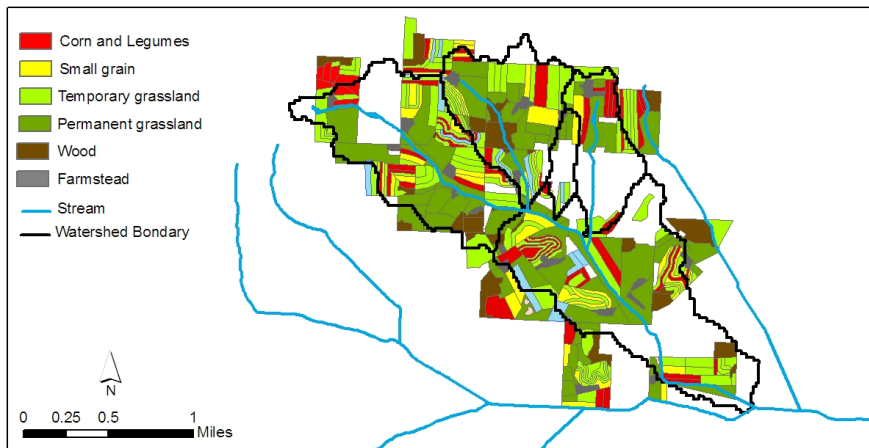 Corn and Legumes
Small grain
Temporary grassland
Permanent grassland
Wood
Farmstead
Stream
Watershed Bondary
N
0 0.25 0.5 1
Miles